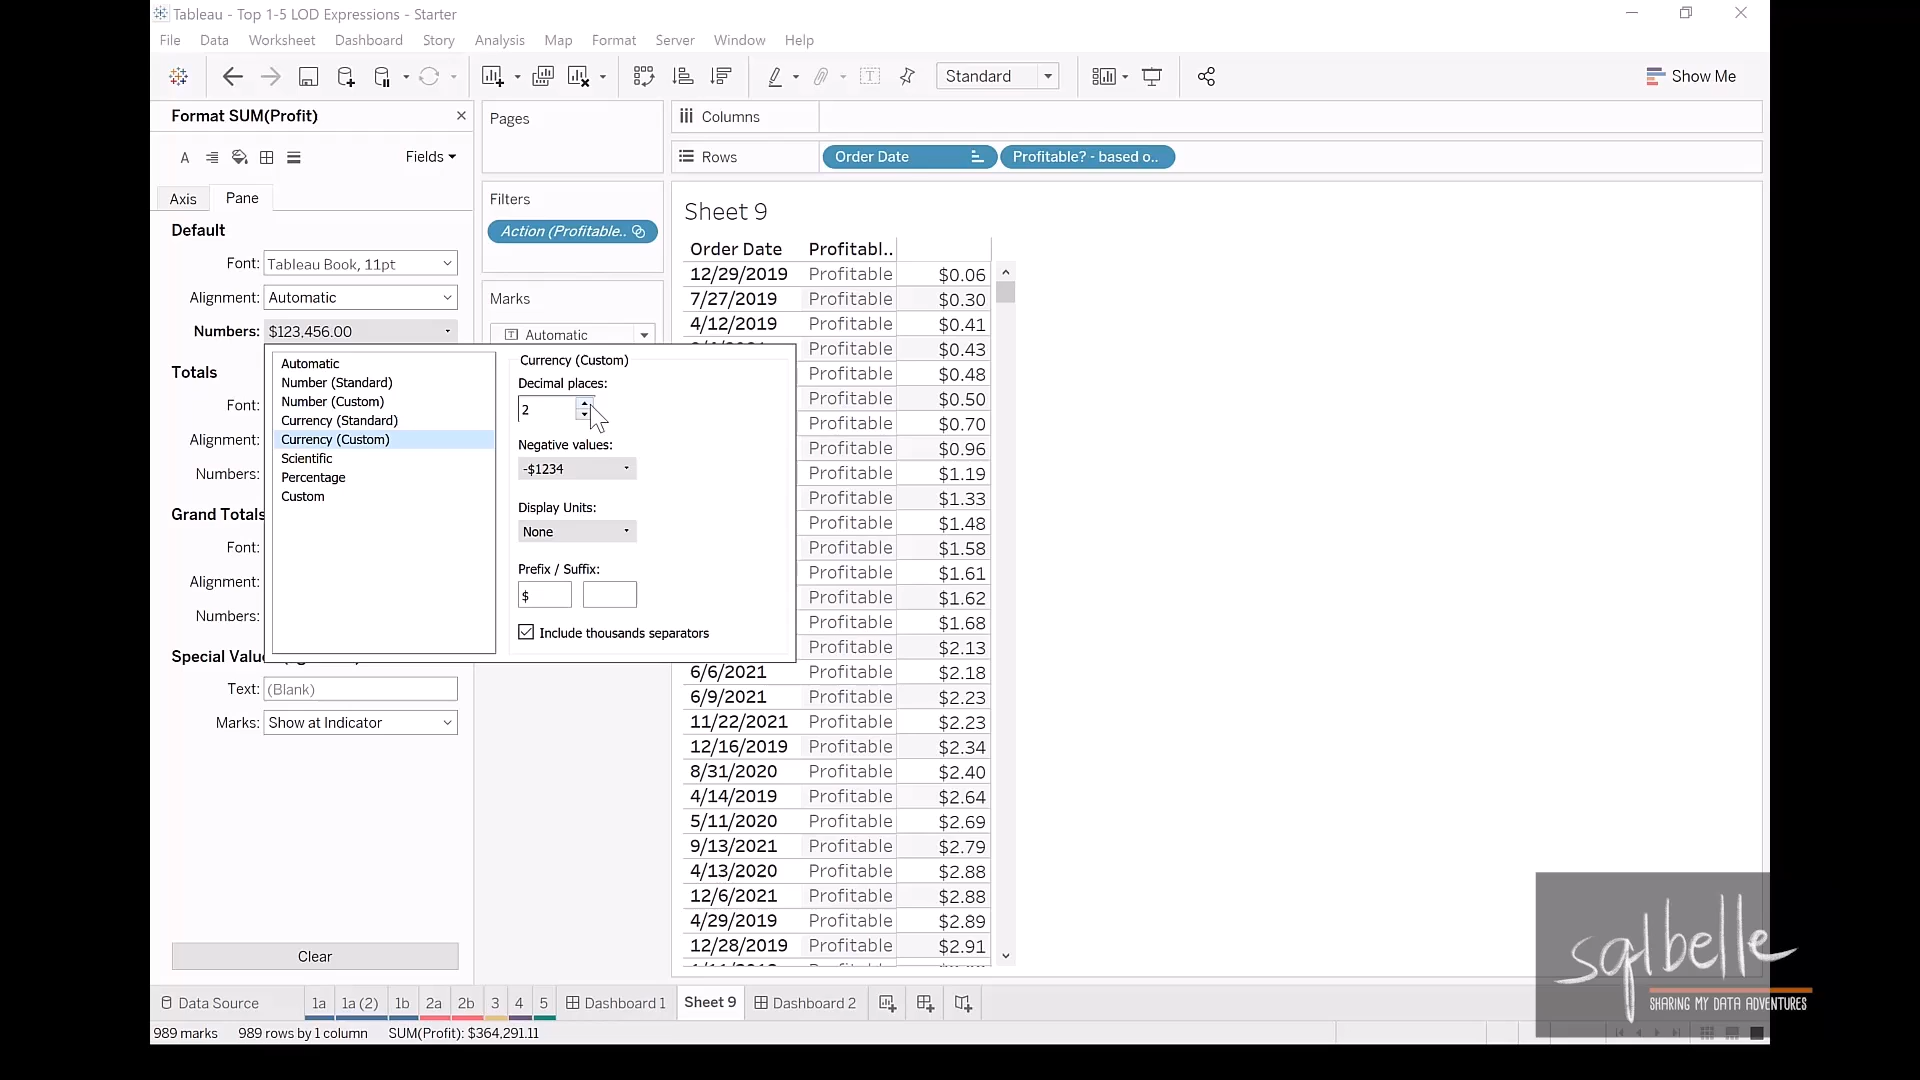 Tableau - Top 1-5 LOD Expressions - Starter
File Data Worksheet Dashboard Story Analysis Map Format Server Window Help
Standard
Show Me
Format SUM(Profit)
Fields
Axis Pane
Default
Font: Tableau Book, 11pt
Alignment: Automatic
Numbers: $123,456.00
Totals
Font:
Alignment:
Numbers:
Grand Totals
Font:
Alignment:
Numbers:
Text: (Blank)
Marks: Show at Indicator
Clear
Automatic
Number (Standard)
Number (Custom)
Currency (Standard)
Currency (Custom)
Scientific
Percentage
Custom
Currency (Custom)
Decimal places:
2
Negative values:
-$1234
Display Units:
None
Prefix / Suffix:
$
Include thousands separators
Pages
Filters
Action (Profitable..
Marks
Automatic
Columns
Rows Order Date Profitable? - based o..
Sheet 9
Order Date Profitabl..
12/29/2019 Profitable $0.06
7/27/2019 Profitable $0.30
4/12/2019 Profitable $0.41
Profitable $0.43
Profitable $0.48
Profitable $0.50
Profitable $0.70
Profitable $0.96
Profitable $1.19
Profitable $1.33
Profitable $1.48
Profitable $1.58
Profitable $1.61
Profitable $1.62
Profitable $1.68
Profitable $2.13
6/6/2021 Profitable $2.18
6/9/2021 Profitable $2.23
11/22/2021 Profitable $2.23
12/16/2019 Profitable $2.34
8/31/2020 Profitable $2.40
4/14/2019 Profitable $2.64
5/11/2020 Profitable $2.69
9/13/2021 Profitable $2.79
4/13/2020 Profitable $2.88
12/6/2021 Profitable $2.88
4/29/2019 Profitable $2.89
12/28/2019 Profitable $2.91
sqlbelle
SHARING MY DATA ADVENTURES
Data Source 1a 1a (2) 1b 2a 2b 3 4 5 Dashboard 1 Sheet 9 Dashboard 2
989 marks 989 rows by 1 column SUM(Profit): $364,291.11